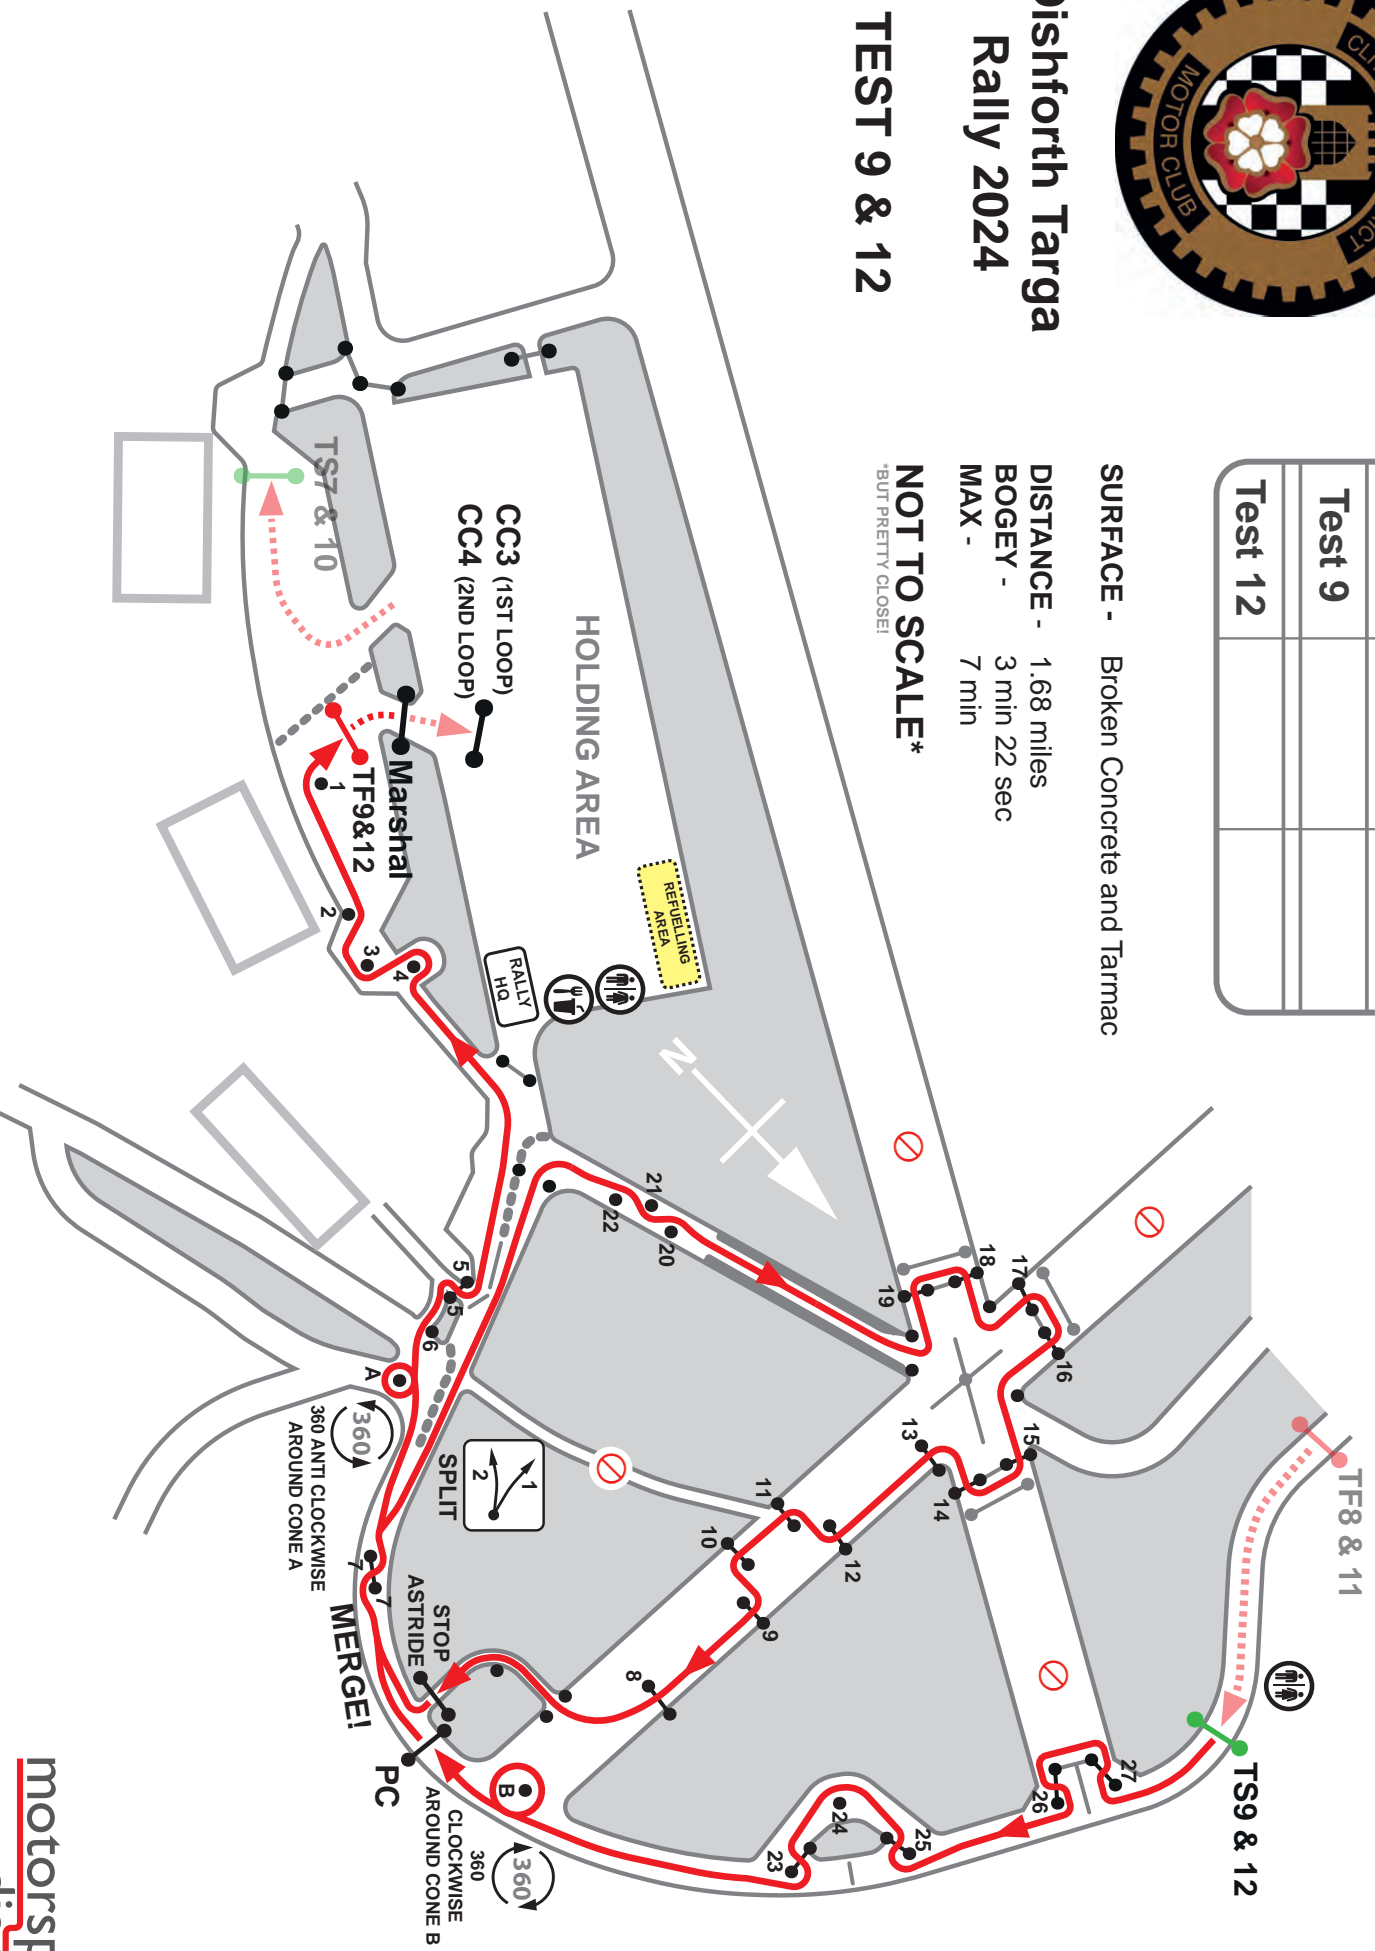 MOTOR CLUB
Dishforth Targa
Rally 2024
TEST 9 & 12
Test 9
Test 12
SURFACE - Broken Concrete and Tarmac
DISTANCE - 1.68 miles
BOGEY - 3 min 22 sec
MAX - 7 min
NOT TO SCALE*
*BUT PRETTY CLOSE!
TS7 & 10
CC3 (1ST LOOP)
CC4 (2ND LOOP)
HOLDING AREA
Marshal
TF9&12
1
2
3
4
REFUELLING
AREA
RALLY
HQ
N
5
5
6
A
360
360 ANTI CLOCKWISE
AROUND CONE A
SPLIT
1
2
7
7
MERGE!
STOP
ASTRIDE
PC
B
360
CLOCKWISE
360
AROUND CONE B
8
9
10
11
12
13
14
15
16
17
18
19
20
21
22
23
24
25
26
27
TF8 & 11
TS9 & 12